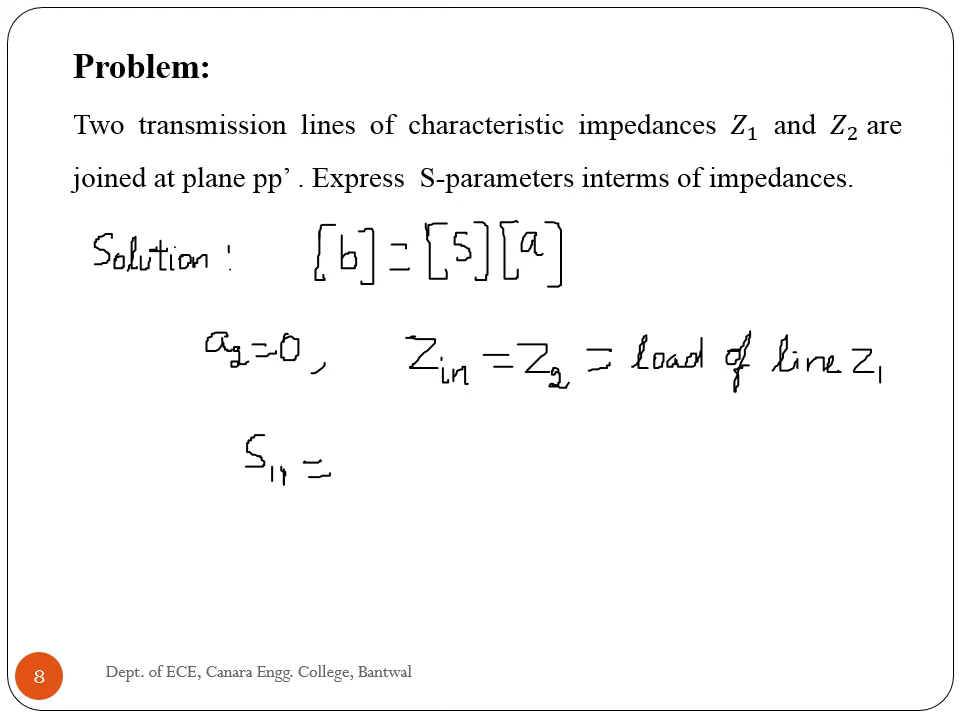 Problem:
Two transmission lines of characteristic impedances Z₁ and Z₂ are
joined at plane pp’ . Express S-parameters interms of impedances.
Solution : [b] = [S][a]
a₂=0, Zin = Z₂ = load of line Z₁
S₁₁ =
8 Dept. of ECE, Canara Engg. College, Bantwal